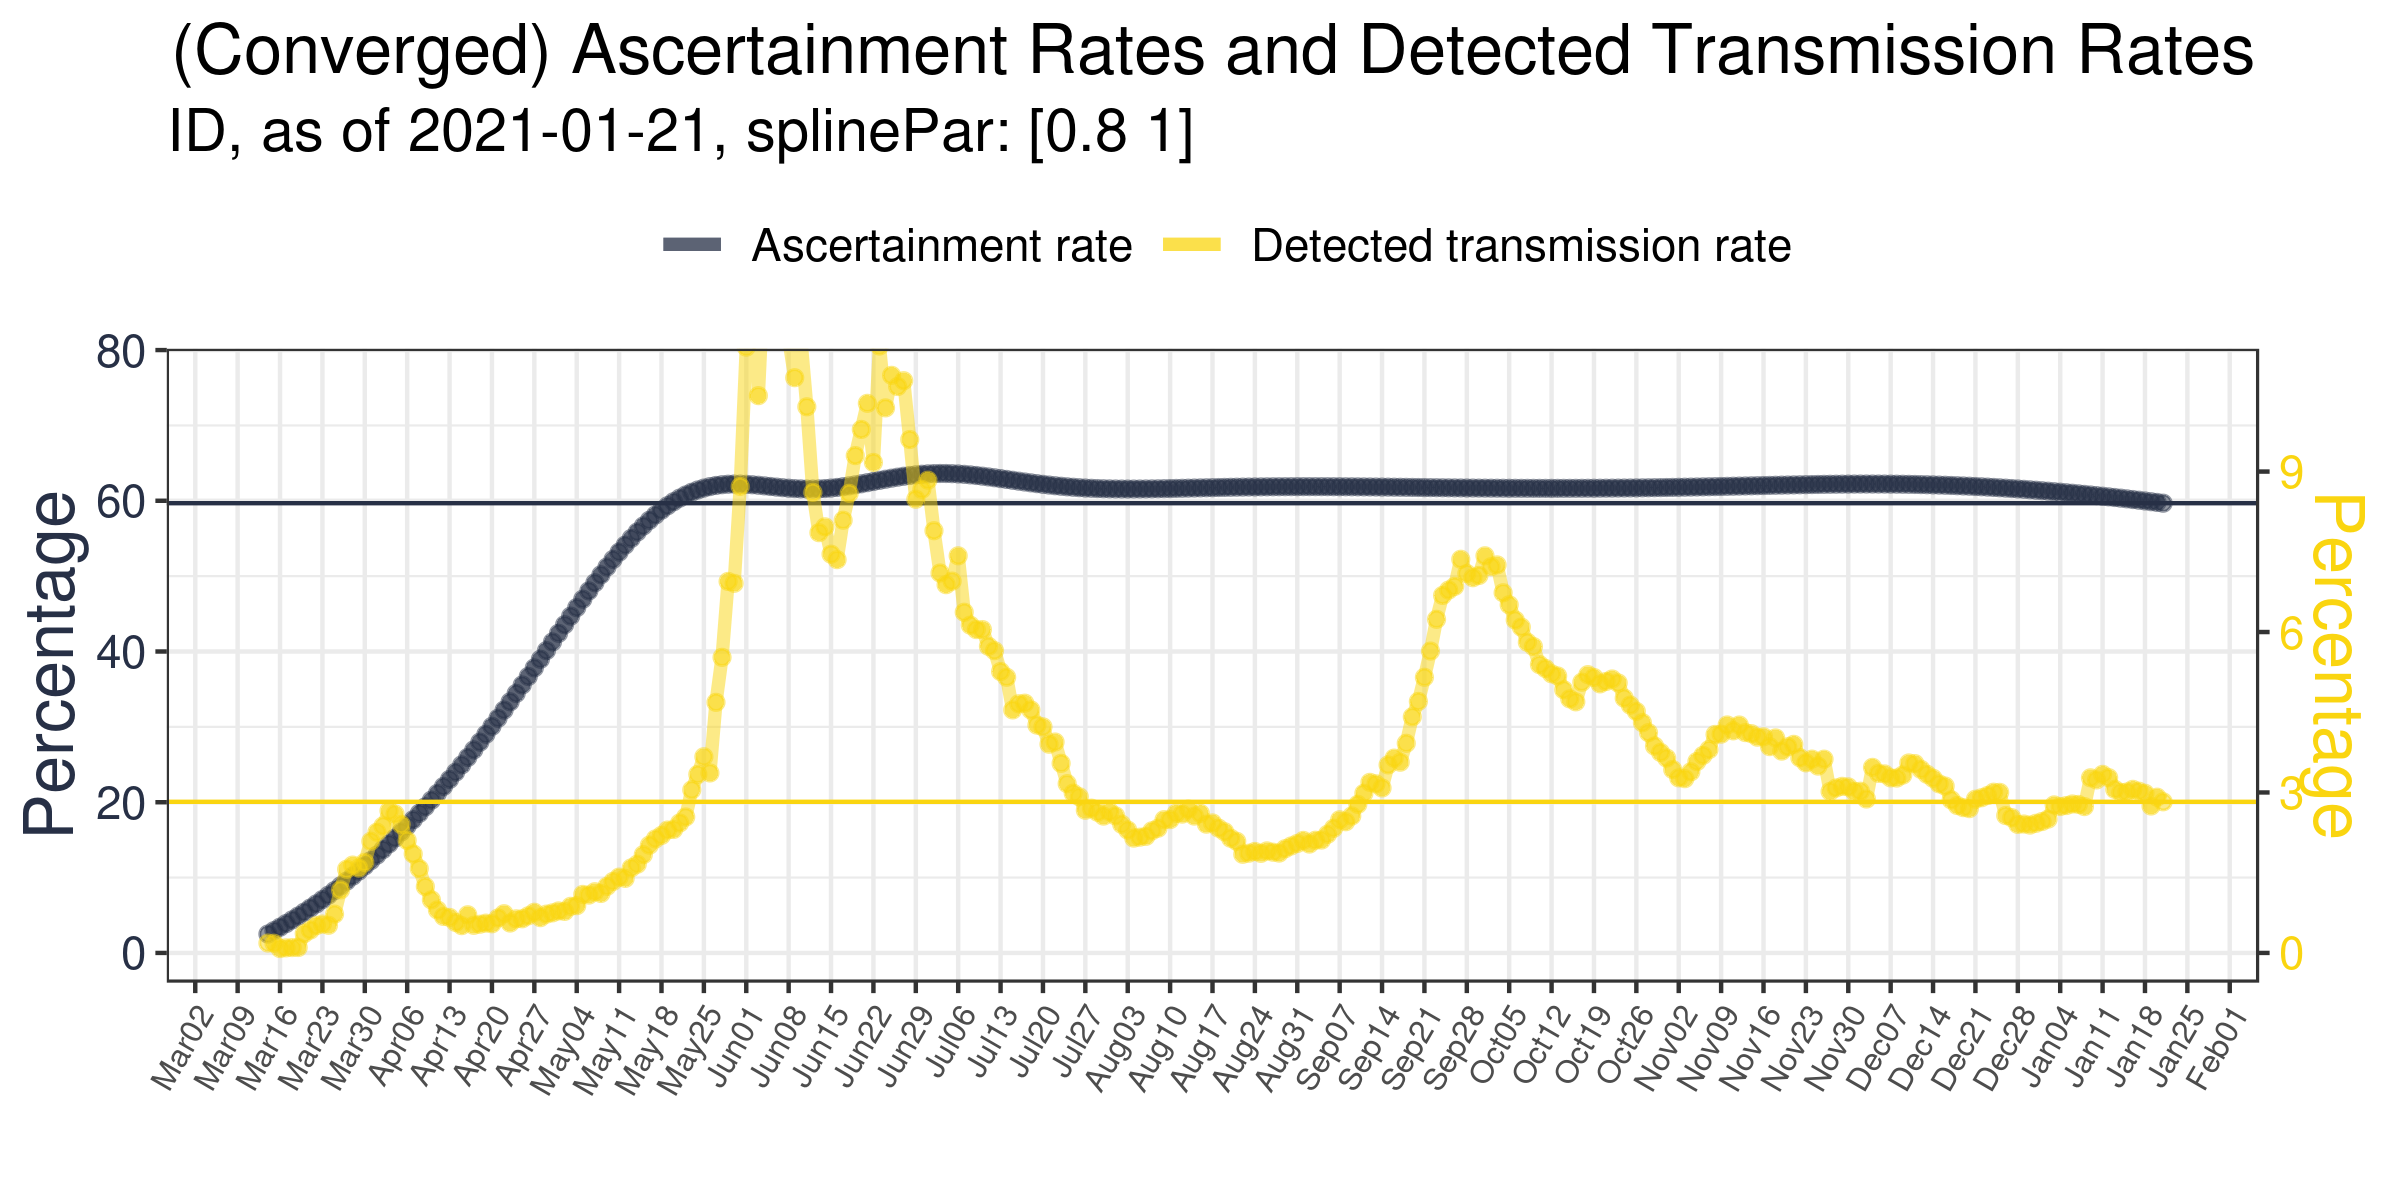 (Converged) Ascertainment Rates and Detected Transmission Rates
ID, as of 2021-01-21, splinePar: [0.8 1]
Ascertainment rate Detected transmission rate
80
60
40
20
0
Percentage
9
6
3
0
Percentage
Mar02 Mar09 Mar16 Mar23 Mar30 Apr06 Apr13 Apr20 Apr27 May04 May11 May18 May25 Jun01 Jun08 Jun15 Jun22 Jun29 Jul06 Jul13 Jul20 Jul27 Aug03 Aug10 Aug17 Aug24 Aug31 Sep07 Sep14 Sep21 Sep28 Oct05 Oct12 Oct19 Oct26 Nov02 Nov09 Nov16 Nov23 Nov30 Dec07 Dec14 Dec21 Dec28 Jan04 Jan11 Jan18 Jan25 Feb01